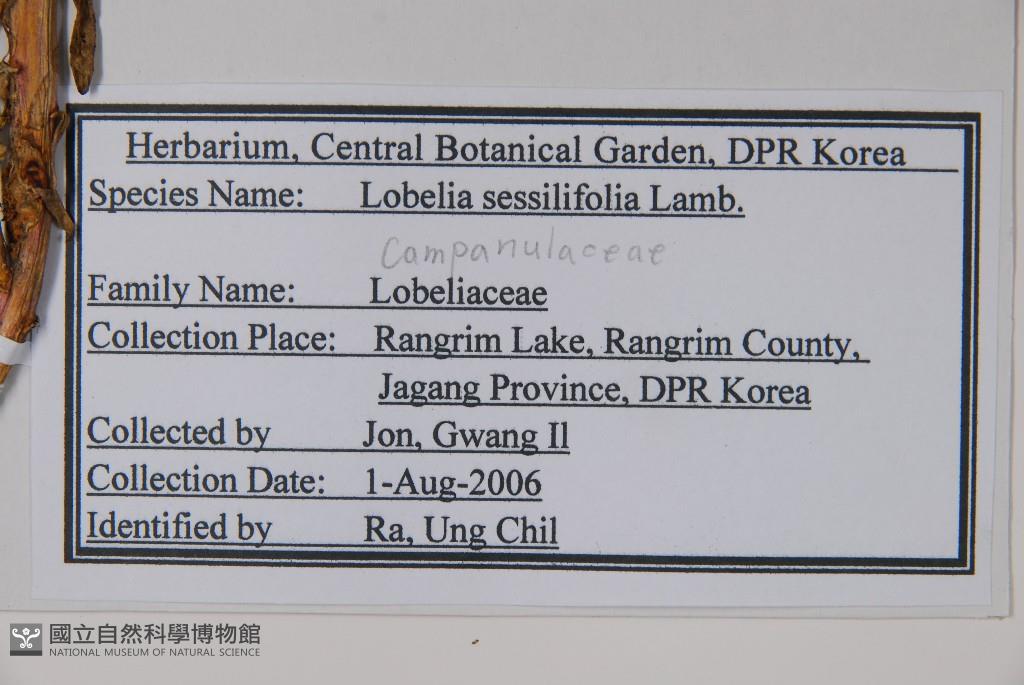 Herbarium, Central Botanical Garden, DPR Korea
Species Name: Lobelia sessilifolia Lamb.
Campanulaceae
Family Name: Lobeliaceae
Collection Place: Rangrim Lake, Rangrim County,
Jagang Province, DPR Korea
Collected by Jon, Gwang Il
Collection Date: 1-Aug-2006
Identified by Ra, Ung Chil
國立自然科學博物館
NATIONAL MUSEUM OF NATURAL SCIENCE